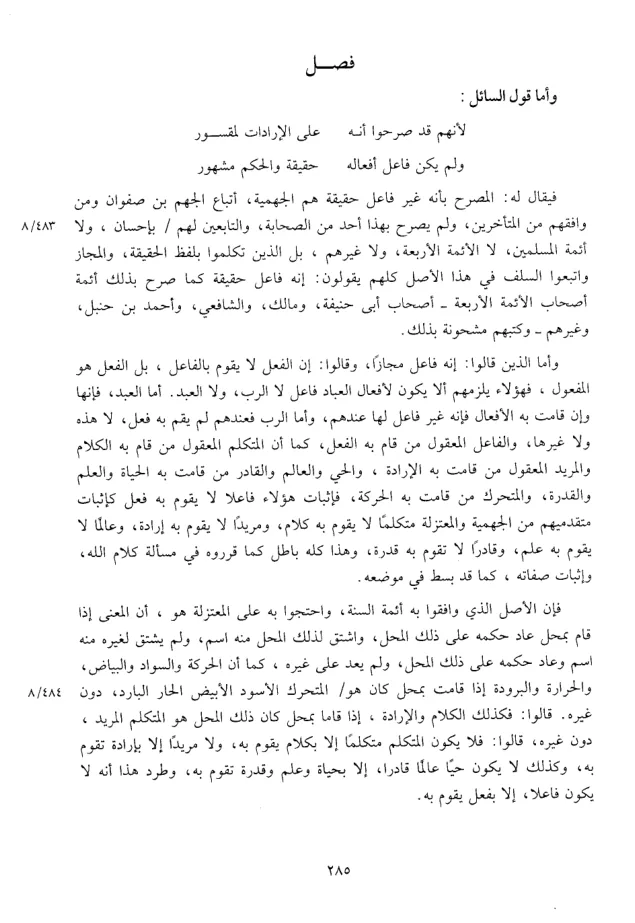 فصــل
وأما قول السائل :
لأنهم قد صرحوا أنـه    على الإرادات لمقســور
ولم يكن فاعل أفعاله    حقيقة والحكم مشهور
فيقال له: المصرح بأنه غير فاعل حقيقة هم الجهمية، أتباع الجهم بن صفوان ومن
وافقهم من المتأخرين، ولم يصرح بهذا أحد من الصحابة، والتابعين لهم / بإحسان ، ولا ٨/٤٨٣
أئمة المسلمين، لا الأئمة الأربعة، ولا غيرهم ، بل الذين تكلموا بلفظ الحقيقة، والمجاز
واتبعوا السلف في هذا الأصل كلهم يقولون: إنه فاعل حقيقة كما صرح بذلك أئمة
أصحاب الأئمة الأربعة ــ أصحاب أبى حنيفة، ومالك، والشافعي، وأحمد بن حنبل،
وغيرهم ــ وكتبهم مشحونة بذلك.
وأما الذين قالوا: إنه فاعل مجازًا، وقالوا: إن الفعل لا يقوم بالفاعل ، بل الفعل هو
المفعول ، فهؤلاء يلزمهم ألا يكون لأفعال العباد فاعل لا الرب، ولا العبد. أما العبد، فإنها
وإن قامت به الأفعال فإنه غير فاعل لها عندهم، وأما الرب فعندهم لم يقم به فعل، لا هذه
ولا غيرها، والفاعل المعقول من قام به الفعل، كما أن المتكلم المعقول من قام به الكلام
والمريد المعقول من قامت به الإرادة ، والحي والعالم والقادر من قامت به الحياة والعلم
والقدرة، والمتحرك من قامت به الحركة، فإثبات هؤلاء فاعلا لا يقوم به فعل كإثبات
متقدميهم من الجهمية والمعتزلة متكلمًا لا يقوم به كلام، ومريدًا لا يقوم به إرادة، وعالمًا لا
يقوم به علم، وقادرًا لا تقوم به قدرة، وهذا كله باطل كما قرروه في مسألة كلام الله،
وإثبات صفاته ، كما قد بسط في موضعه.
فإن الأصل الذي وافقوا به أئمة السنة، واحتجوا به على المعتزلة هو ، أن المعنى إذا
قام بمحل عاد حكمه على ذلك المحل، واشتق لذلك المحل منه اسم، ولم يشتق لغيره منه
اسم وعاد حكمه على ذلك المحل، ولم يعد على غيره ، كما أن الحركة والسواد والبياض،
والحرارة والبرودة إذا قامت بمحل كان هو/ المتحرك الأسود الأبيض الحار البارد، دون ٨/٤٨٤
غيره. قالوا: فكذلك الكلام والإرادة ، إذا قاما بمحل كان ذلك المحل هو المتكلم المريد ،
دون غيره، قالوا: فلا يكون المتكلم متكلمًا إلا بكلام يقوم به، ولا مريدًا إلا بإرادة تقوم
به، وكذلك لا يكون حيًا عالمًا قادرا، إلا بحياة وعلم وقدرة تقوم به، وطرد هذا أنه لا
يكون فاعلا، إلا بفعل يقوم به.
٢٨٥